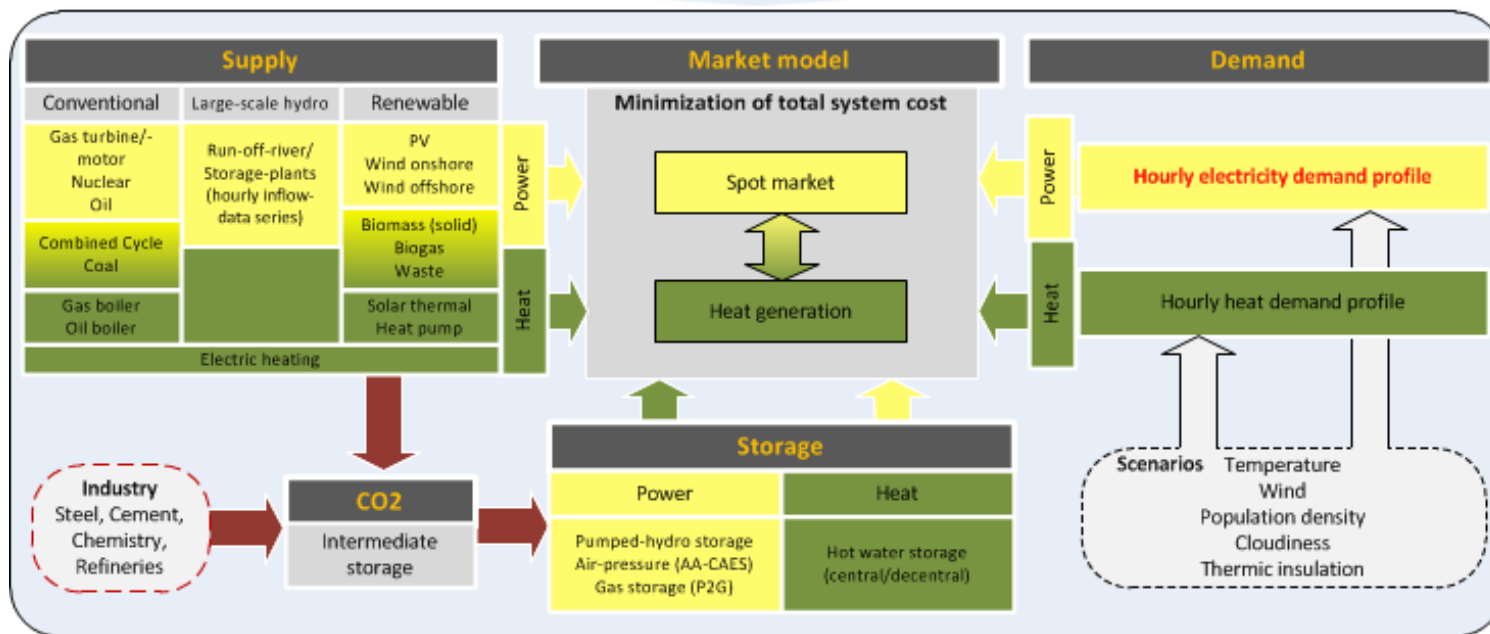 Supply
Conventional
Large-scale hydro
Renewable
Gas turbine/-
motor
Nuclear
Oil
Run-off-river/
Storage-plants
(hourly inflow-
data series)
PV
Wind onshore
Wind offshore
Combined Cycle
Coal
Biomass (solid)
Biogas
Waste
Gas boiler
Oil boiler
Solar thermal
Heat pump
Electric heating
Power
Heat
Market model
Minimization of total system cost
Spot market
Heat generation
Demand
Power
Hourly electricity demand profile
Heat
Hourly heat demand profile
Scenarios
Temperature
Wind
Population density
Cloudiness
Thermic insulation
Industry
Steel, Cement,
Chemistry,
Refineries
CO2
Intermediate
storage
Storage
Power
Heat
Pumped-hydro storage
Air-pressure (AA-CAES)
Gas storage (P2G)
Hot water storage
(central/decentral)